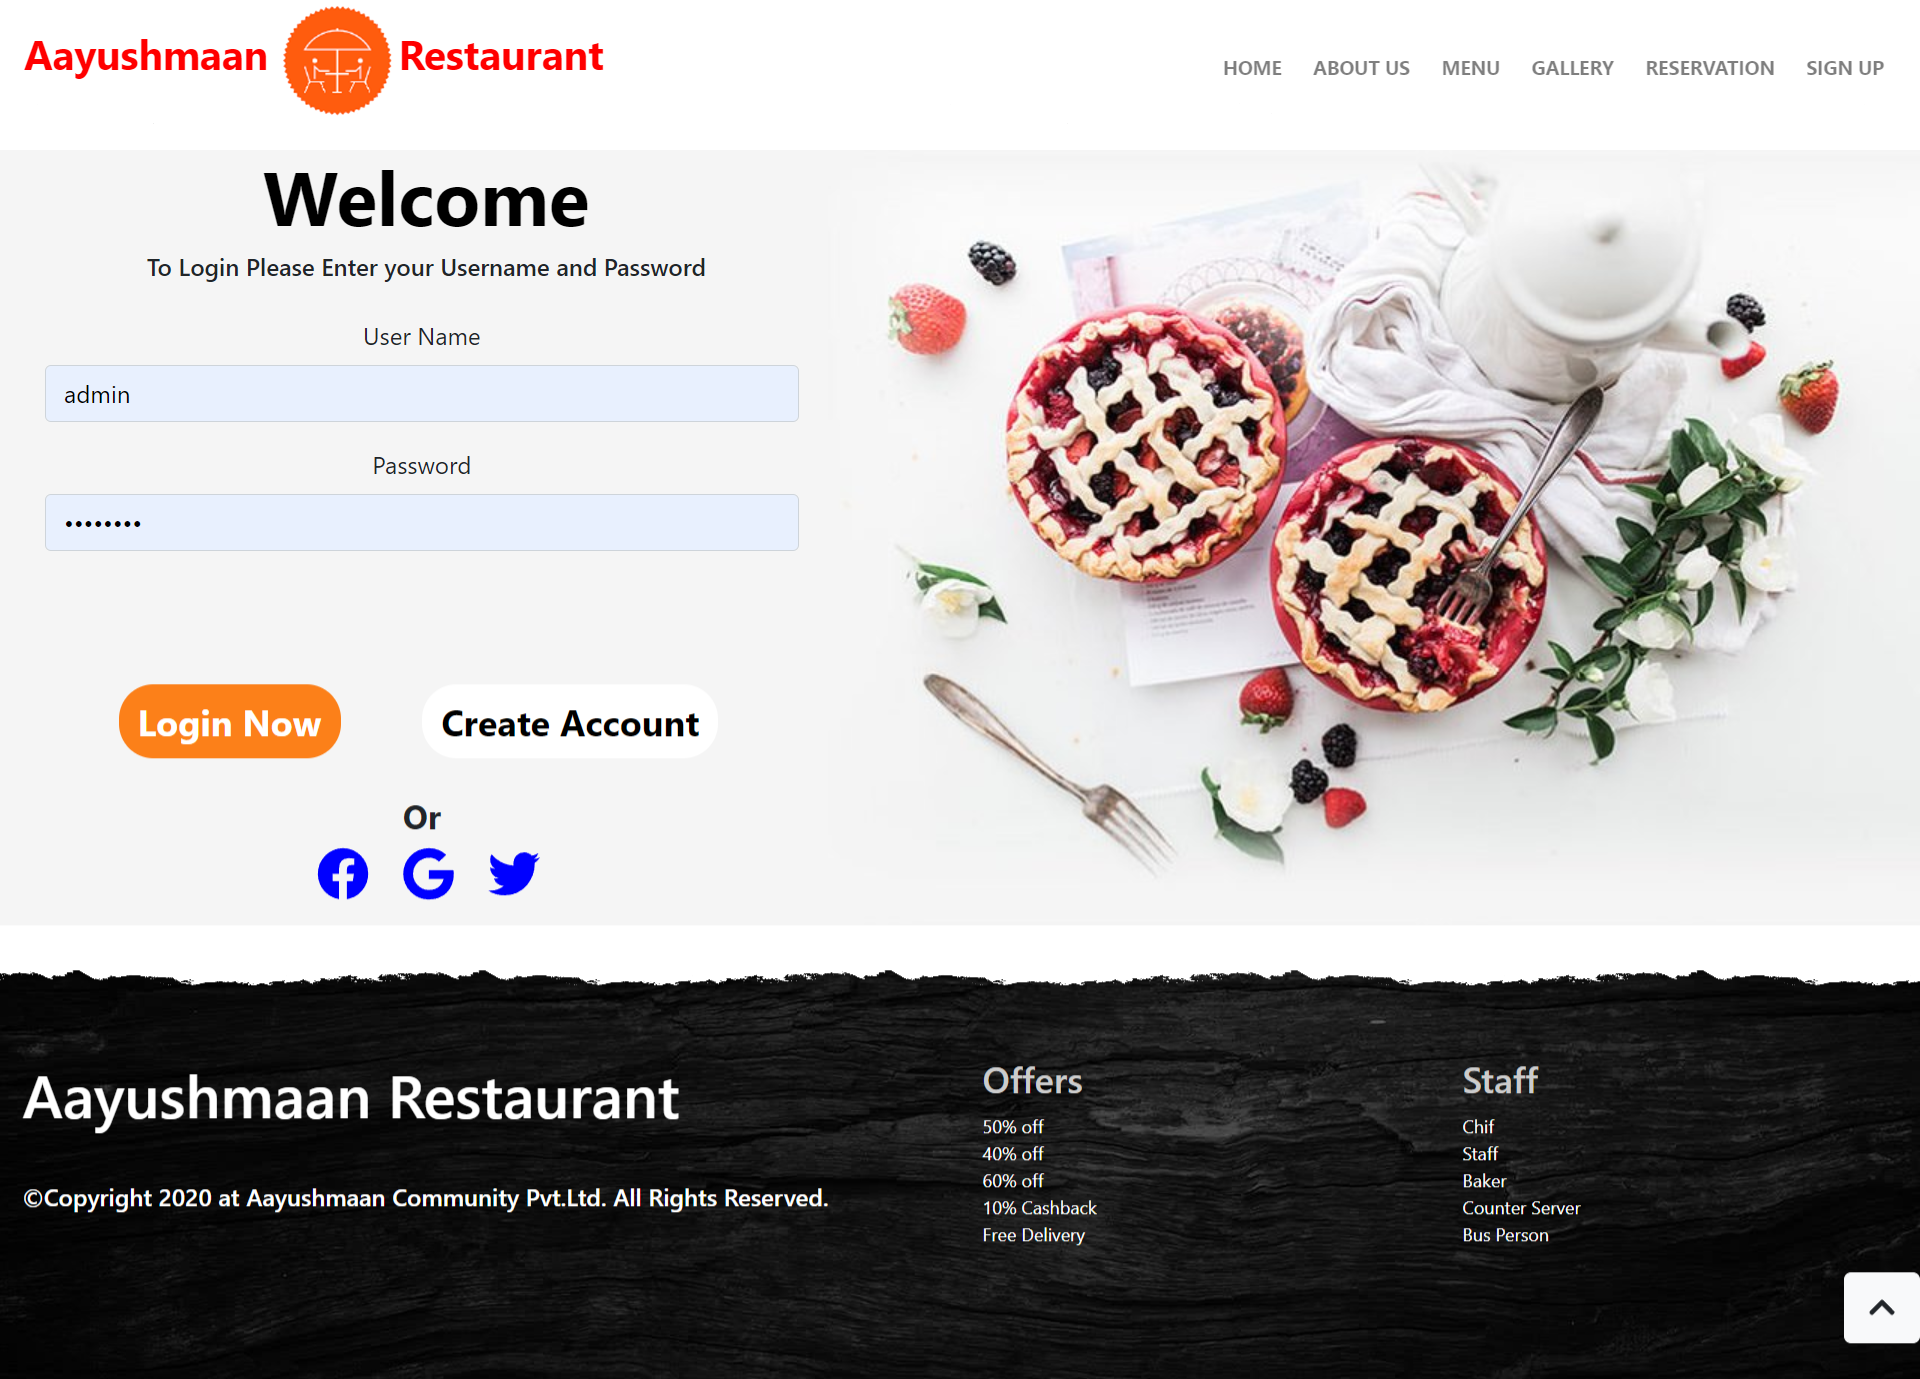 Aayushmaan Restaurant
HOME ABOUT US MENU GALLERY RESERVATION SIGN UP
Welcome
To Login Please Enter your Username and Password
User Name
admin
Password
••••••••
Login Now
Create Account
Or
Aayushmaan Restaurant
©Copyright 2020 at Aayushmaan Community Pvt.Ltd. All Rights Reserved.
Offers
50% off
40% off
60% off
10% Cashback
Free Delivery
Staff
Chif
Staff
Baker
Counter Server
Bus Person